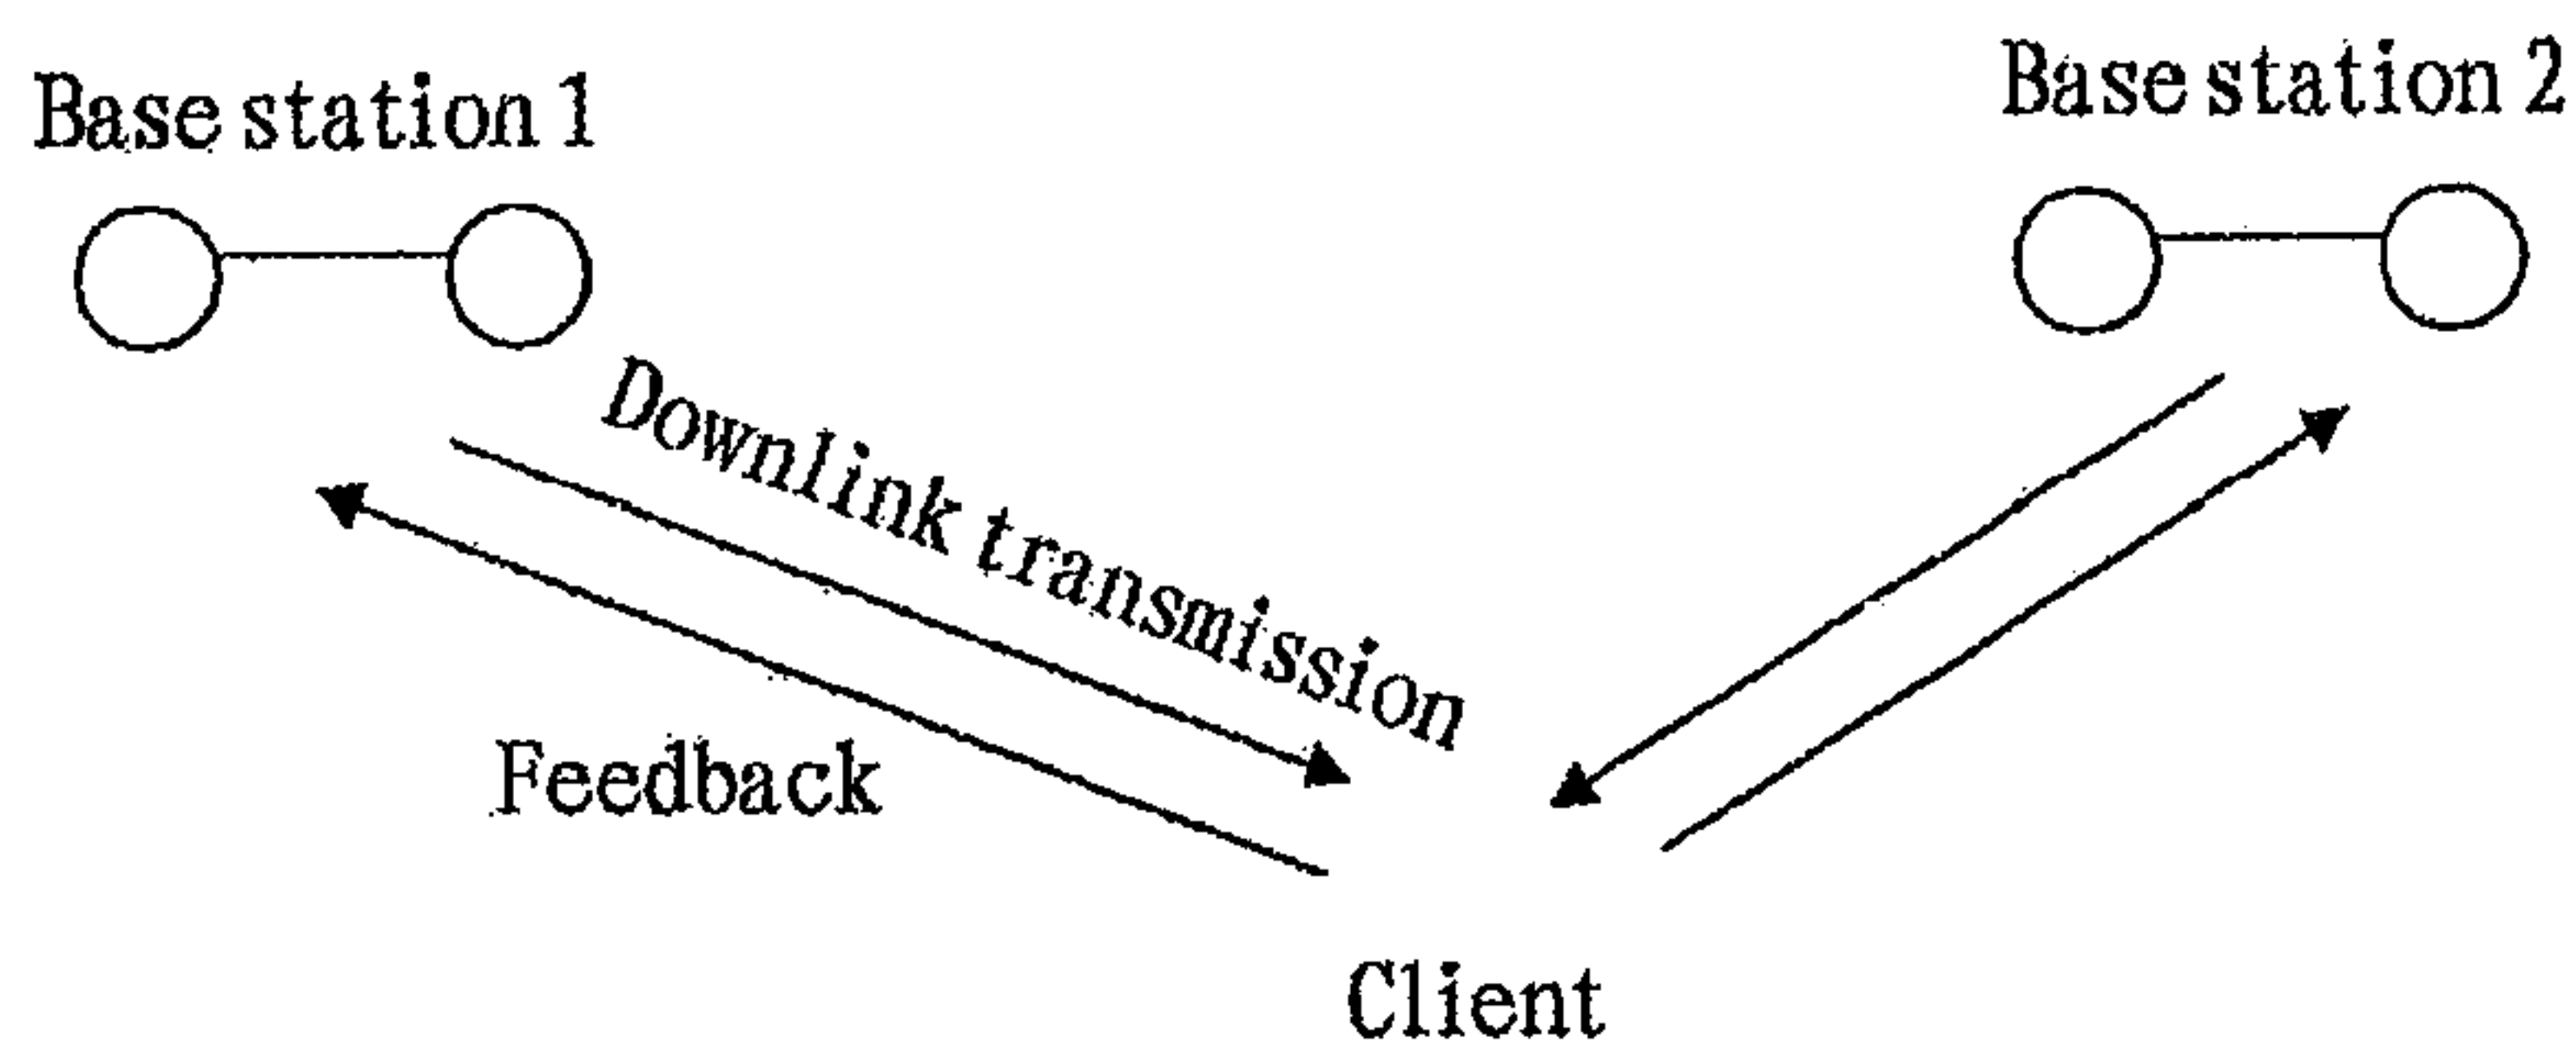 Base station 1
Base station 2
Downlink transmission
Feedback
Client